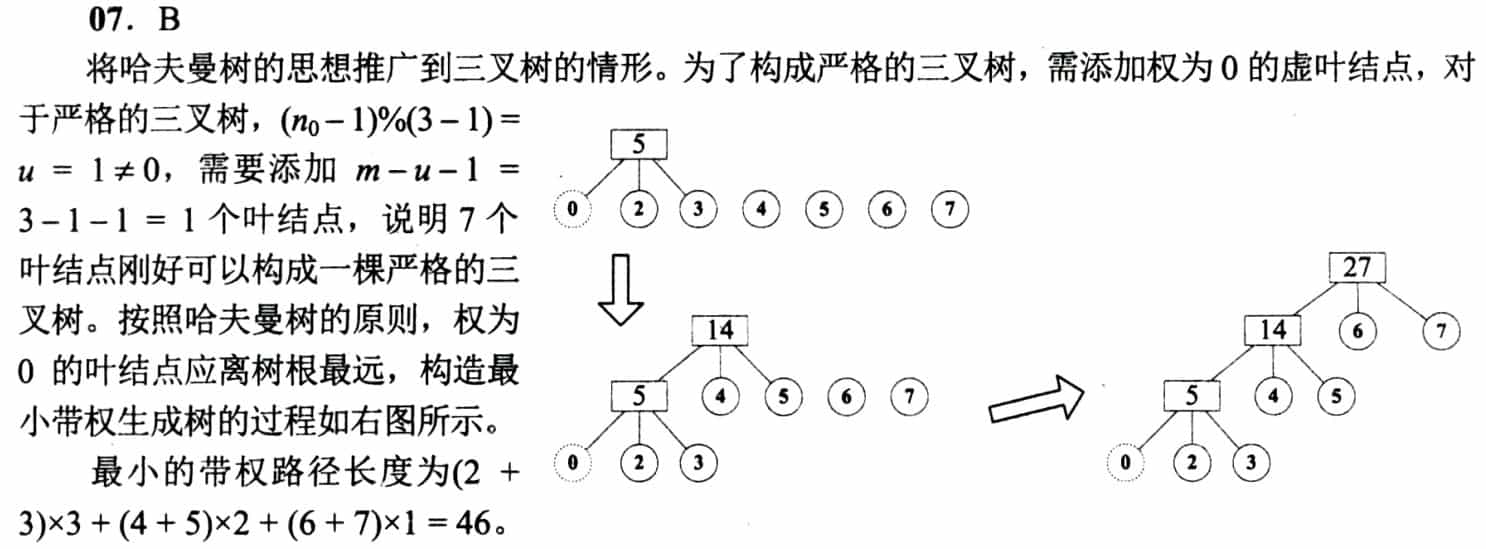 07. B
将哈夫曼树的思想推广到三叉树的情形。为了构成严格的三叉树，需添加权为 0 的虚叶结点，对
于严格的三叉树，(n₀ – 1)%(3 – 1) =
u = 1 ≠ 0，需要添加 m – u – 1 =
3 – 1 – 1 = 1 个叶结点，说明 7 个
叶结点刚好可以构成一棵严格的三
叉树。按照哈夫曼树的原则，权为
0 的叶结点应离树根最远，构造最
小带权生成树的过程如右图所示。
最小的带权路径长度为(2 +
3)×3 + (4 + 5)×2 + (6 + 7)×1 = 46。
5
0 2 3 4 5 6 7
14
5 4 5 6 7
0 2 3
27
14 6 7
5 4 5
0 2 3